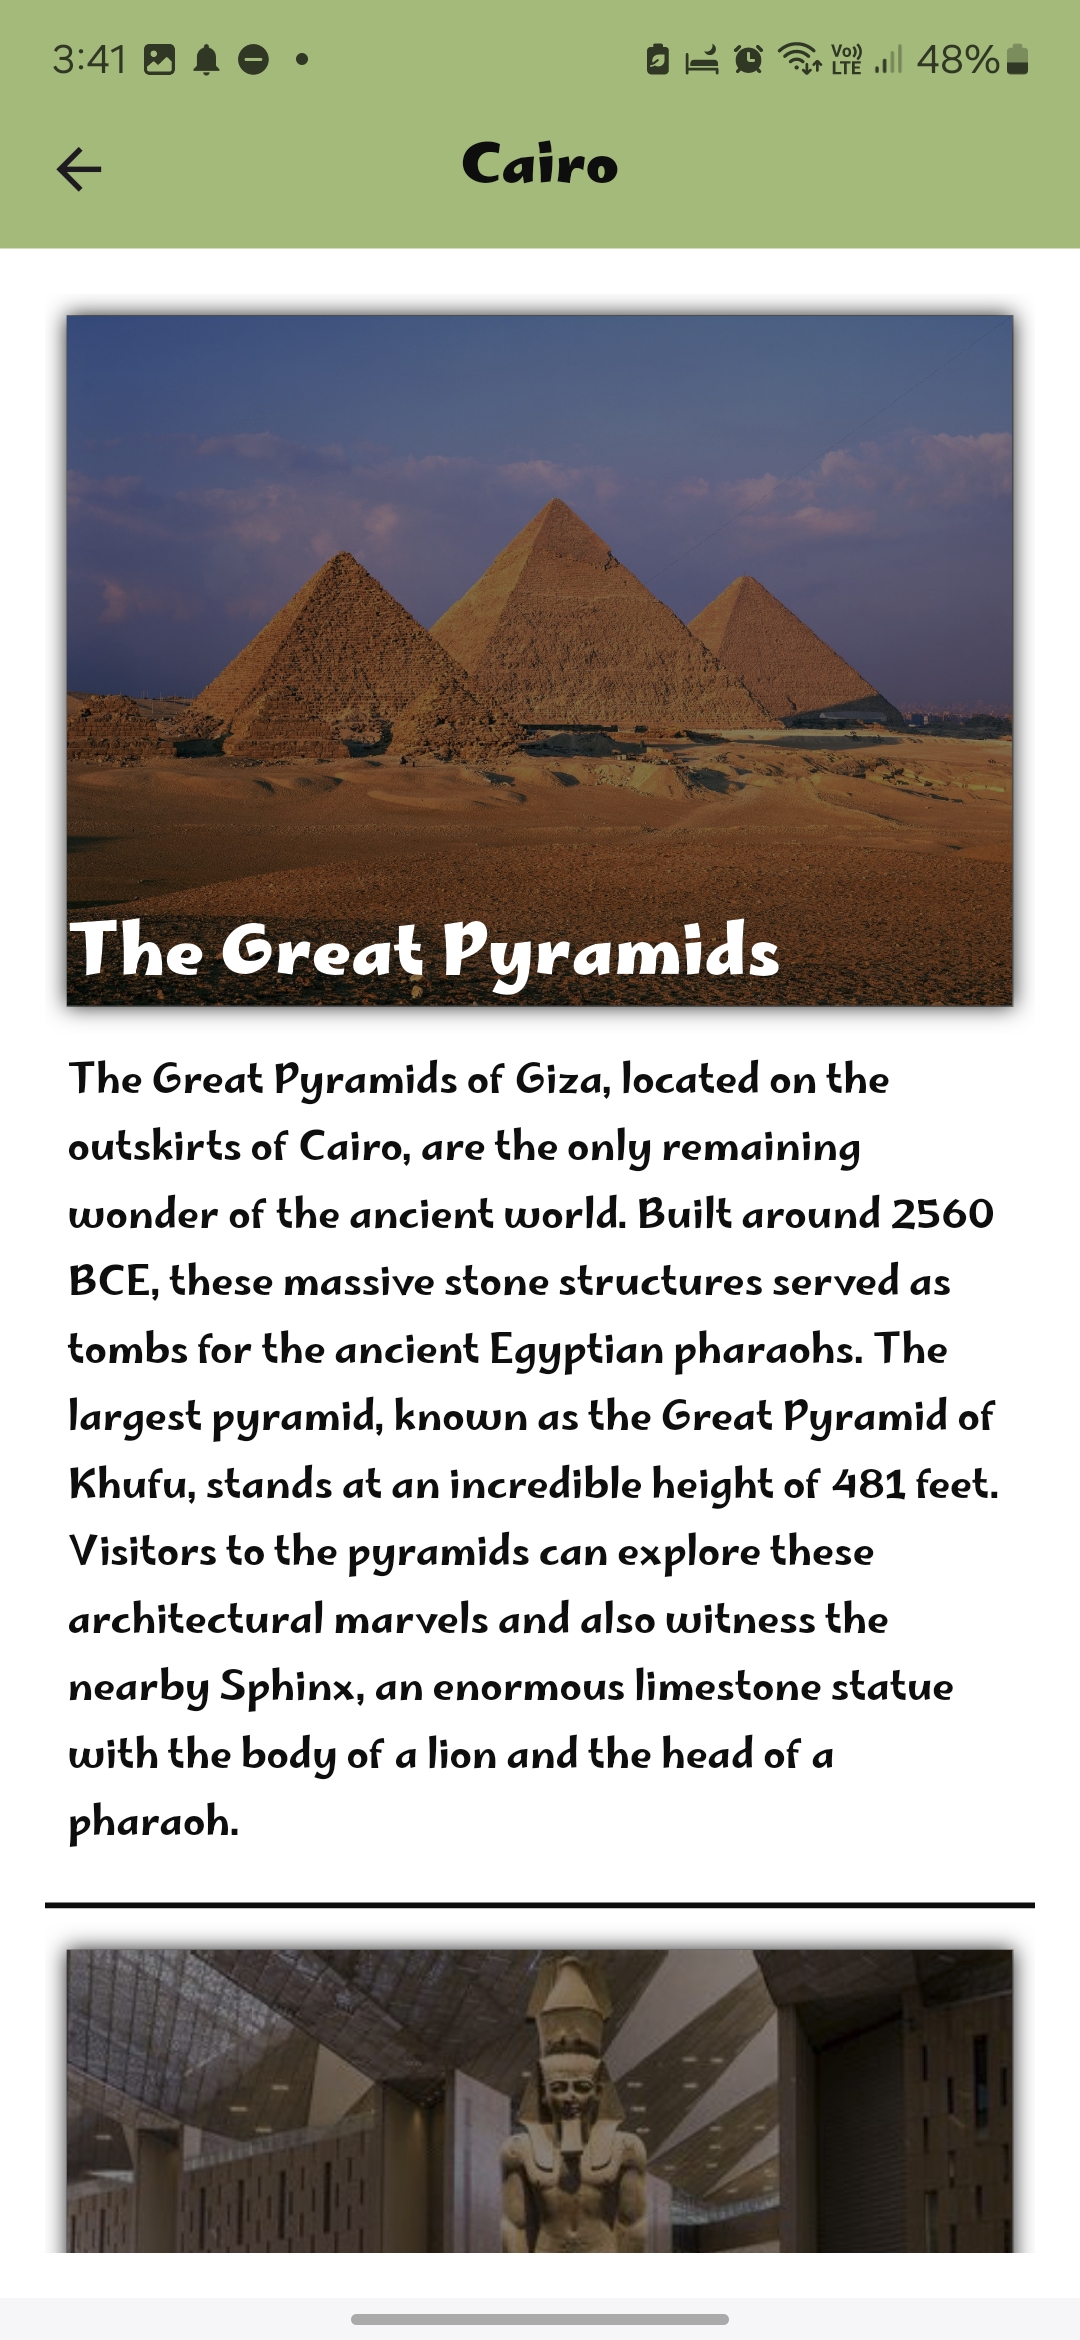 3:41
Vo)) LTE
48%
Cairo
The Great Pyramids
The Great Pyramids of Giza, located on the
outskirts of Cairo, are the only remaining
wonder of the ancient world. Built around 2560
BCE, these massive stone structures served as
tombs for the ancient Egyptian pharaohs. The
largest pyramid, known as the Great Pyramid of
Khufu, stands at an incredible height of 481 feet.
Visitors to the pyramids can explore these
architectural marvels and also witness the
nearby Sphinx, an enormous limestone statue
with the body of a lion and the head of a
pharaoh.